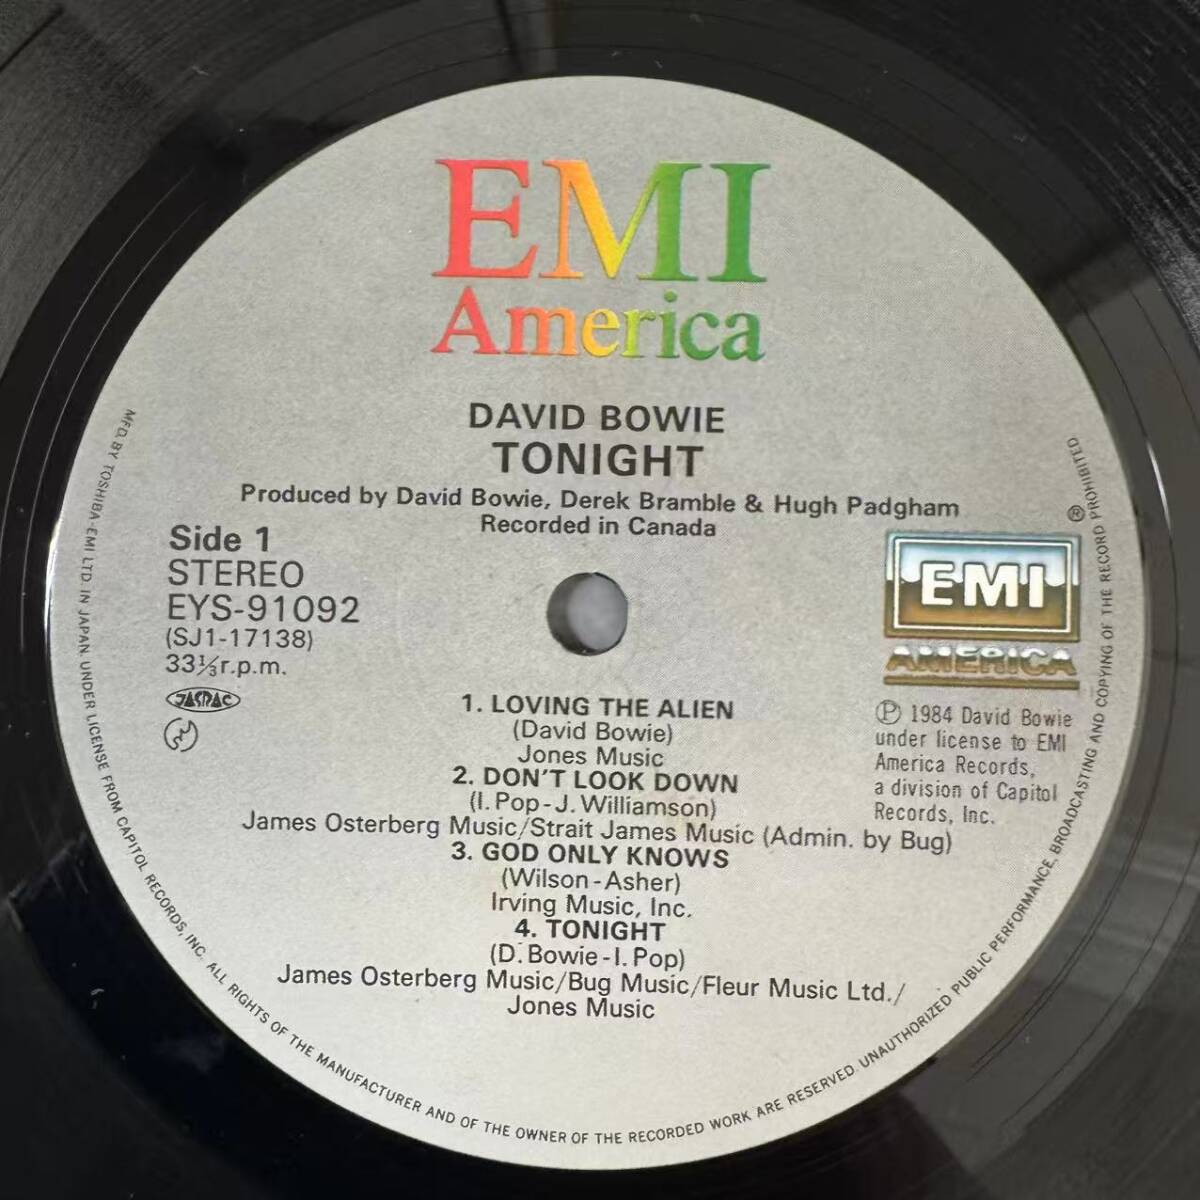 EMI
America
DAVID BOWIE
TONIGHT
Produced by David Bowie, Derek Bramble & Hugh Padgham
Recorded in Canada
Side 1
STEREO
EYS-91092
(SJ1-17138)
33⅓r.p.m.
JASRAC
®
EMI
AMERICA
Ⓟ 1984 David Bowie
under license to EMI
America Records,
a division of Capitol
Records, Inc.
1. LOVING THE ALIEN
(David Bowie)
Jones Music
2. DON'T LOOK DOWN
(I. Pop-J. Williamson)
James Osterberg Music/Strait James Music (Admin. by Bug)
3. GOD ONLY KNOWS
(Wilson-Asher)
Irving Music, Inc.
4. TONIGHT
(D. Bowie-I. Pop)
James Osterberg Music/Bug Music/Fleur Music Ltd./
Jones Music
MFD. BY TOSHIBA-EMI LTD. IN JAPAN. UNDER LICENSE FROM CAPITOL RECORDS, INC. ALL RIGHTS OF THE MANUFACTURER AND OF THE OWNER OF THE RECORDED WORK ARE RESERVED. UNAUTHORIZED PUBLIC PERFORMANCE, BROADCASTING AND COPYING OF THE RECORD PROHIBITED